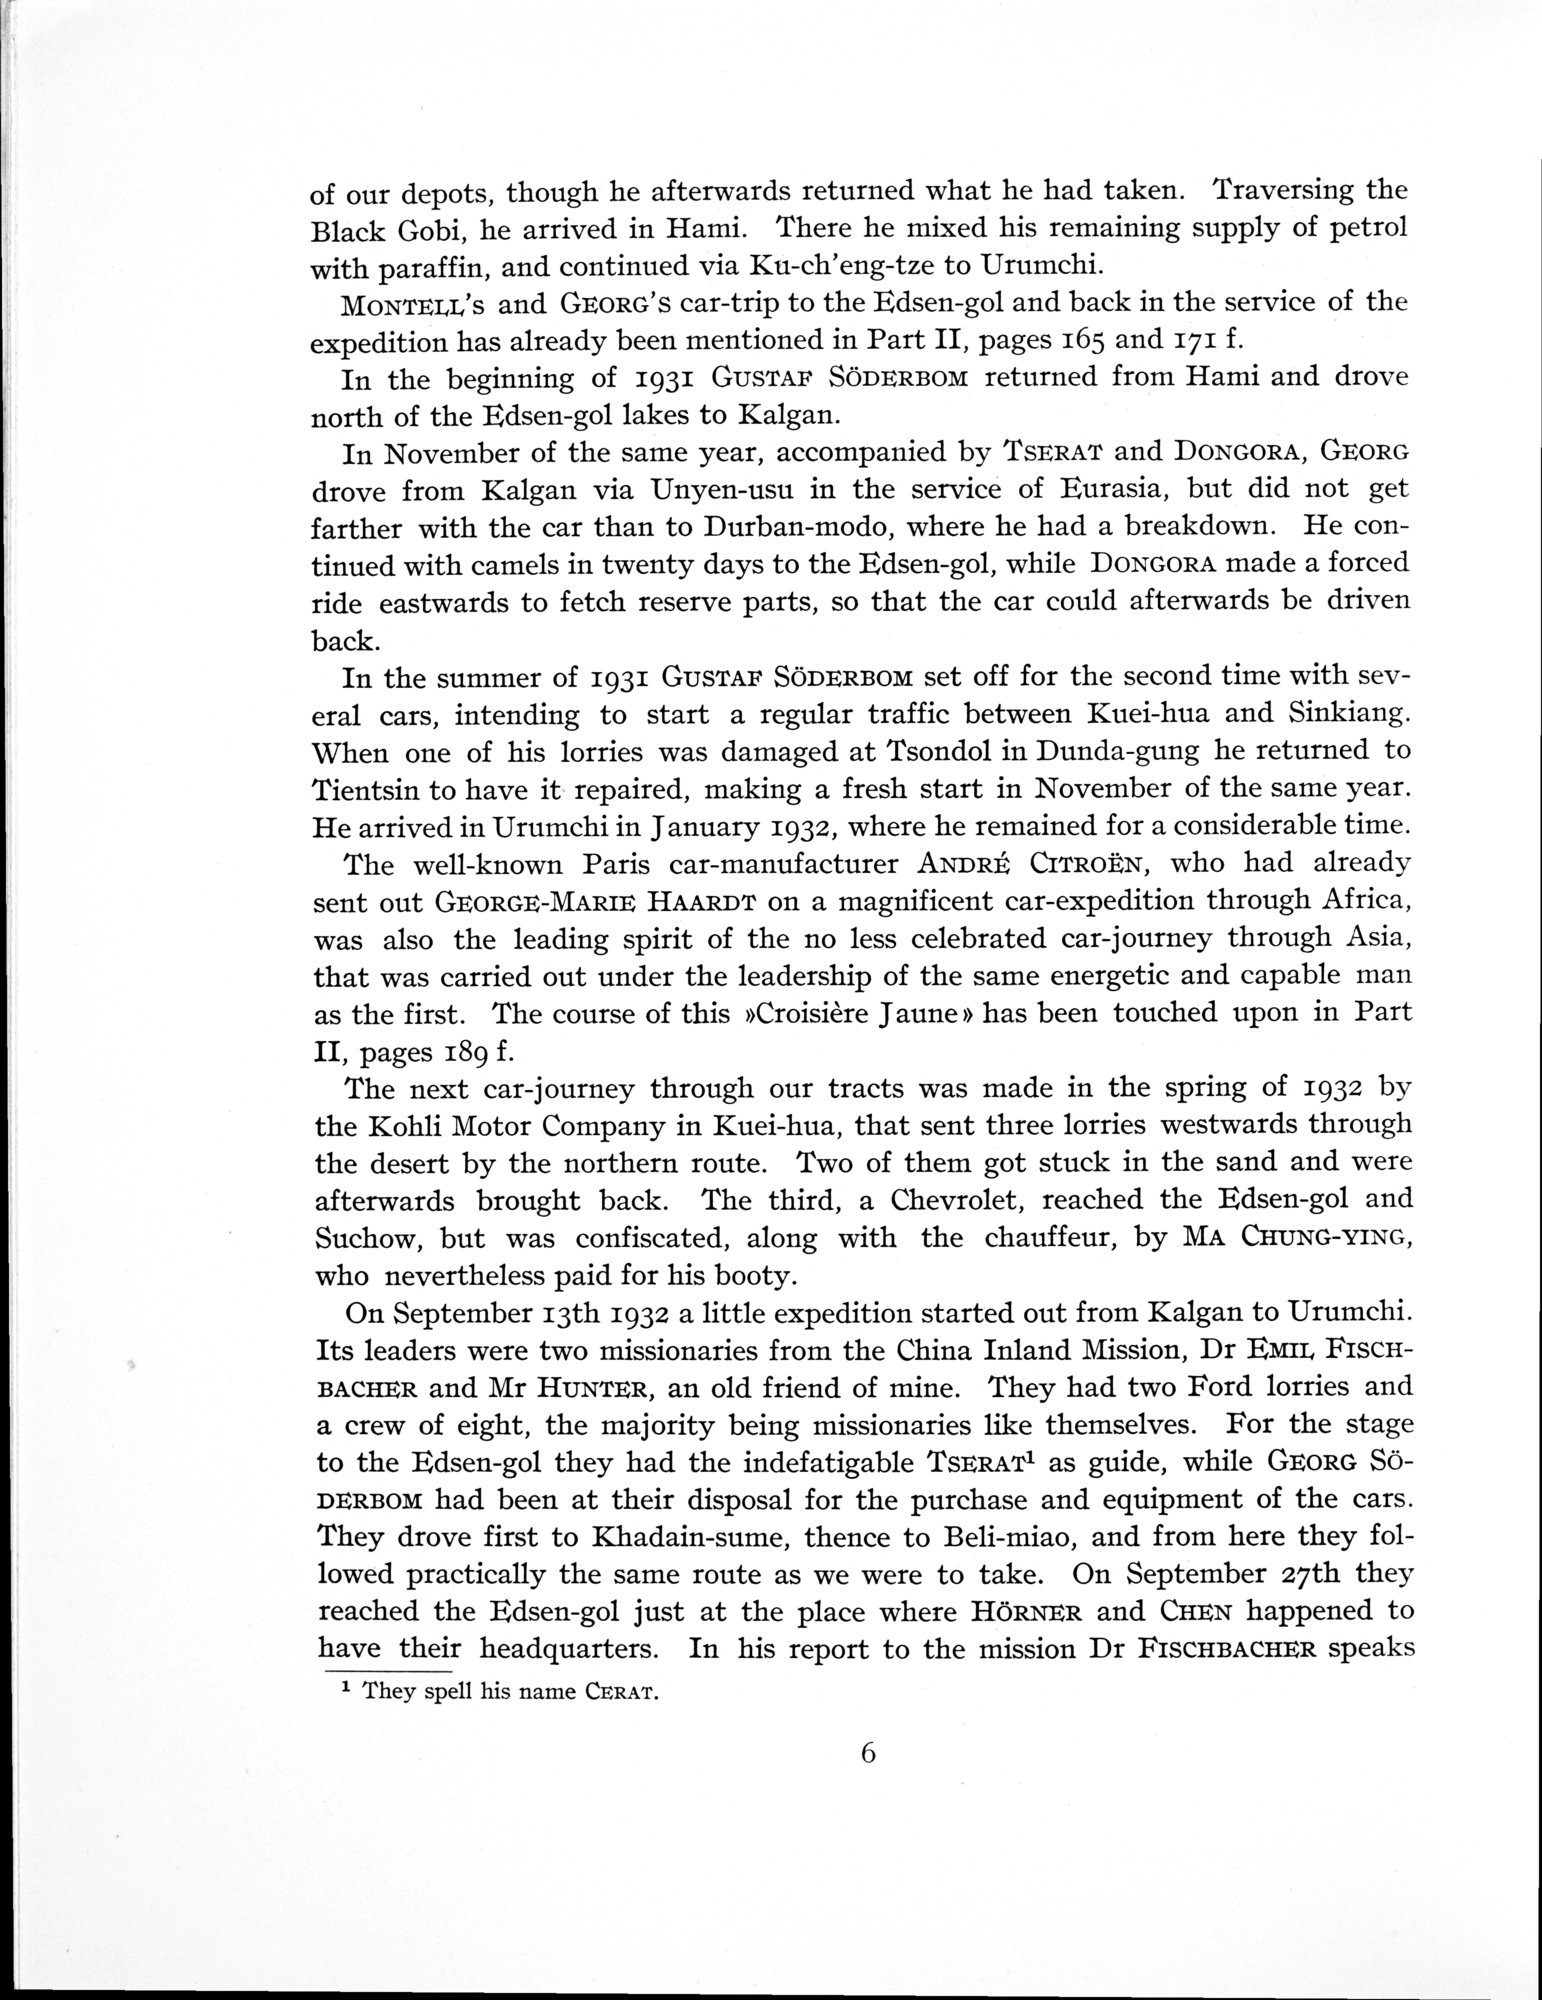 of our depots, though he afterwards returned what he had taken. Traversing the
Black Gobi, he arrived in Hami. There he mixed his remaining supply of petrol
with paraffin, and continued via Ku-ch'eng-tze to Urumchi.
MONTELL's and GEORG's car-trip to the Edsen-gol and back in the service of the
expedition has already been mentioned in Part II, pages 165 and 171 f.
In the beginning of 1931 GUSTAF SÖDERBOM returned from Hami and drove
north of the Edsen-gol lakes to Kalgan.
In November of the same year, accompanied by TSERAT and DONGORA, GEORG
drove from Kalgan via Unyen-usu in the service of Eurasia, but did not get
farther with the car than to Durban-modo, where he had a breakdown. He con-
tinued with camels in twenty days to the Edsen-gol, while DONGORA made a forced
ride eastwards to fetch reserve parts, so that the car could afterwards be driven
back.
In the summer of 1931 GUSTAF SÖDERBOM set off for the second time with sev-
eral cars, intending to start a regular traffic between Kuei-hua and Sinkiang.
When one of his lorries was damaged at Tsondol in Dunda-gung he returned to
Tientsin to have it repaired, making a fresh start in November of the same year.
He arrived in Urumchi in January 1932, where he remained for a considerable time.
The well-known Paris car-manufacturer ANDRÉ CITROËN, who had already
sent out GEORGE-MARIE HAARDT on a magnificent car-expedition through Africa,
was also the leading spirit of the no less celebrated car-journey through Asia,
that was carried out under the leadership of the same energetic and capable man
as the first. The course of this »Croisière Jaune» has been touched upon in Part
II, pages 189 f.
The next car-journey through our tracts was made in the spring of 1932 by
the Kohli Motor Company in Kuei-hua, that sent three lorries westwards through
the desert by the northern route. Two of them got stuck in the sand and were
afterwards brought back. The third, a Chevrolet, reached the Edsen-gol and
Suchow, but was confiscated, along with the chauffeur, by MA CHUNG-YING,
who nevertheless paid for his booty.
On September 13th 1932 a little expedition started out from Kalgan to Urumchi.
Its leaders were two missionaries from the China Inland Mission, Dr EMIL FISCH-
BACHER and Mr HUNTER, an old friend of mine. They had two Ford lorries and
a crew of eight, the majority being missionaries like themselves. For the stage
to the Edsen-gol they had the indefatigable TSERAT¹ as guide, while GEORG SÖ-
DERBOM had been at their disposal for the purchase and equipment of the cars.
They drove first to Khadain-sume, thence to Beli-miao, and from here they fol-
lowed practically the same route as we were to take. On September 27th they
reached the Edsen-gol just at the place where HÖRNER and CHEN happened to
have their headquarters. In his report to the mission Dr FISCHBACHER speaks
¹ They spell his name CERAT.
6